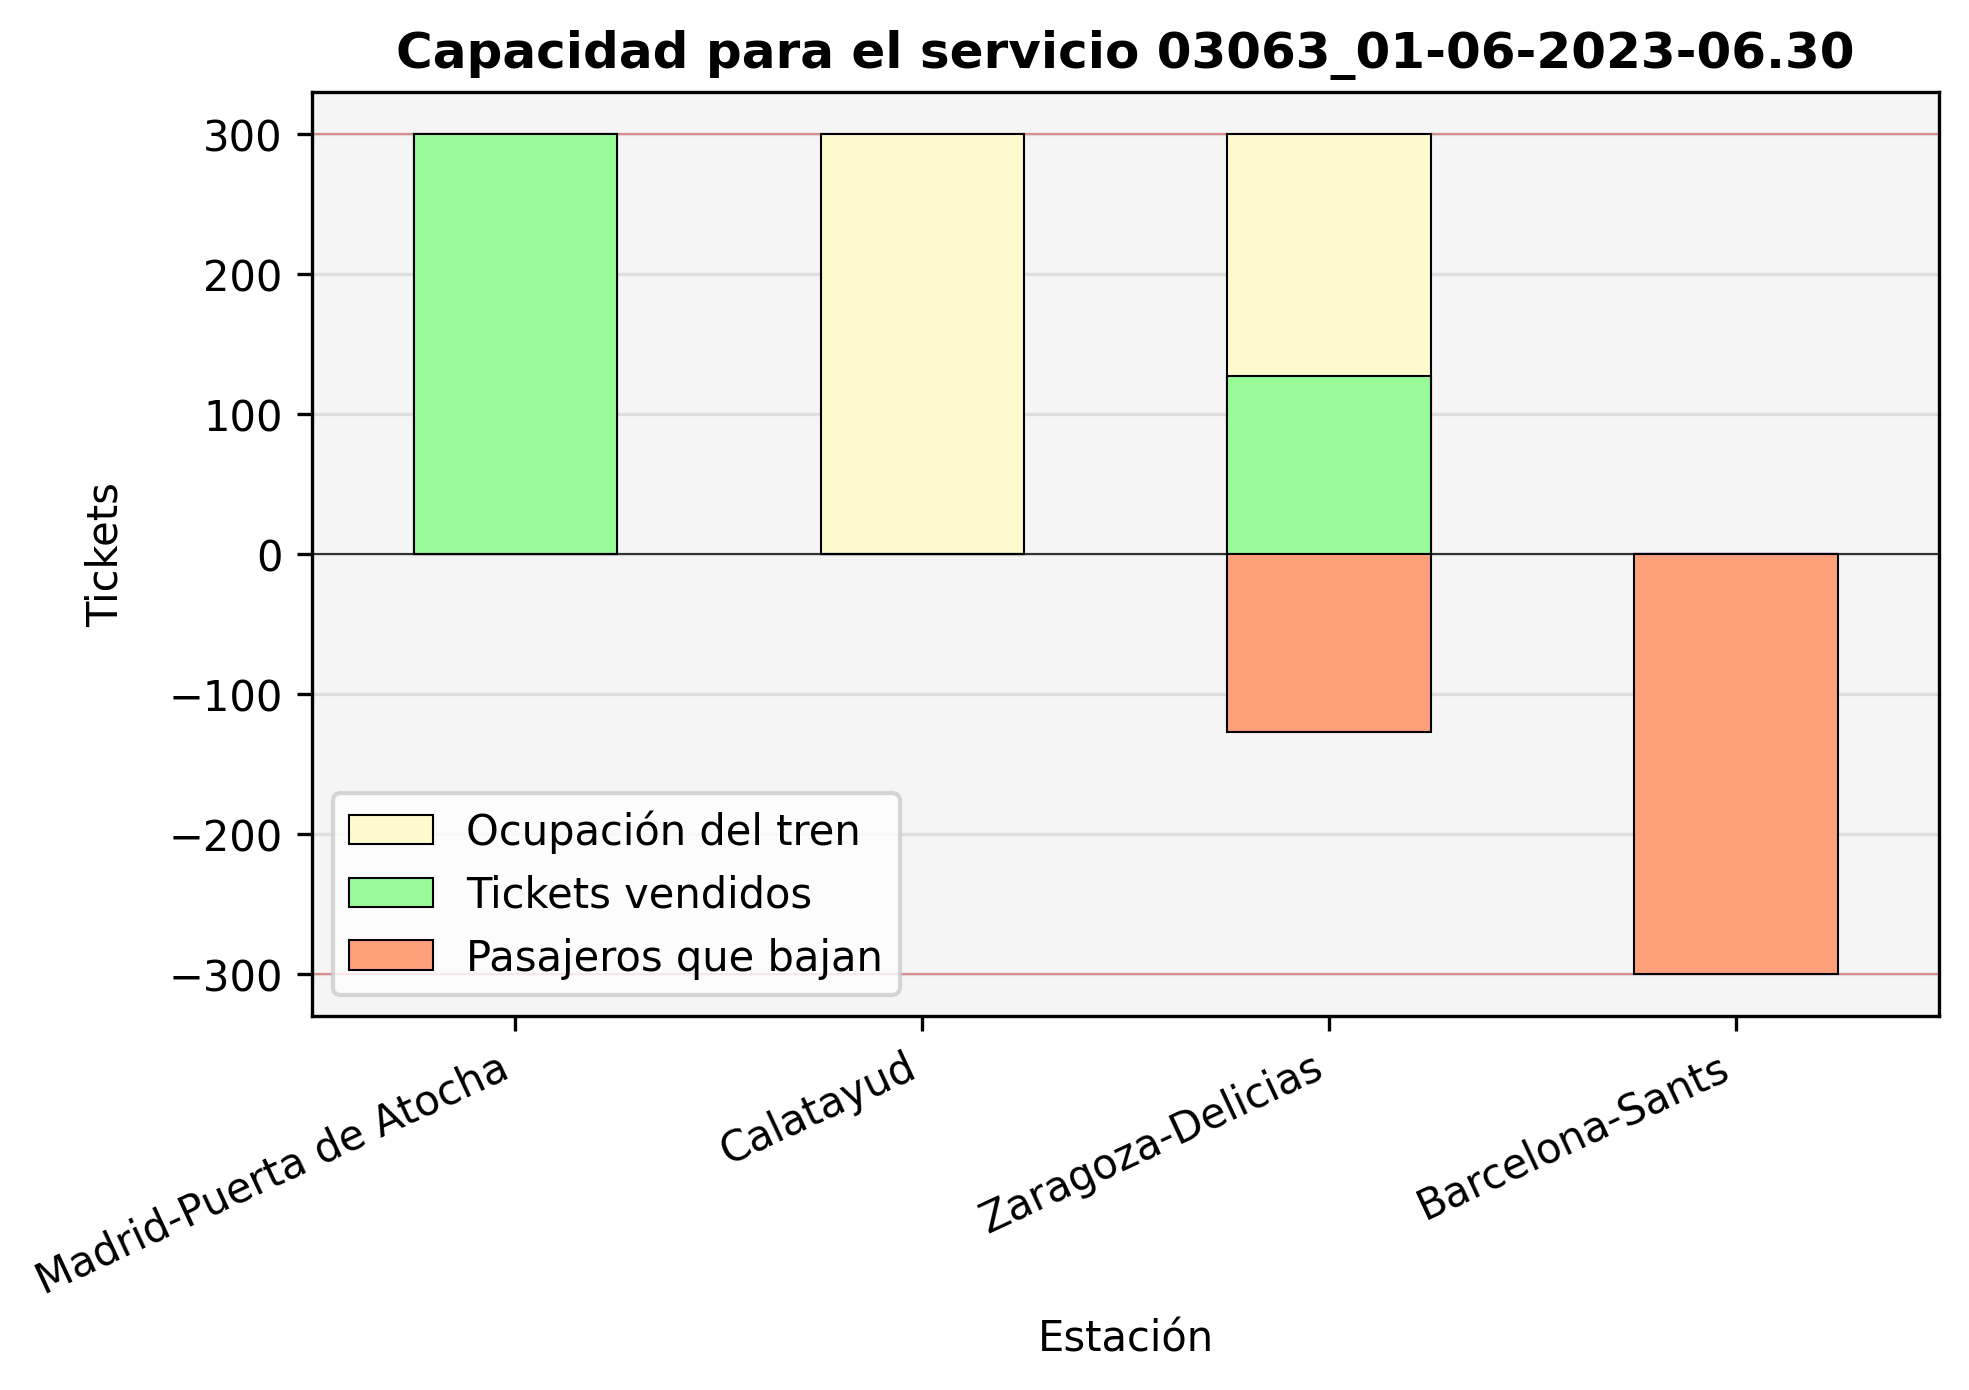 Capacidad para el servicio 03063_01-06-2023-06.30
300
200
100
0
−100
−200
−300
Tickets
Ocupación del tren
Tickets vendidos
Pasajeros que bajan
Madrid-Puerta de Atocha
Calatayud
Zaragoza-Delicias
Barcelona-Sants
Estación